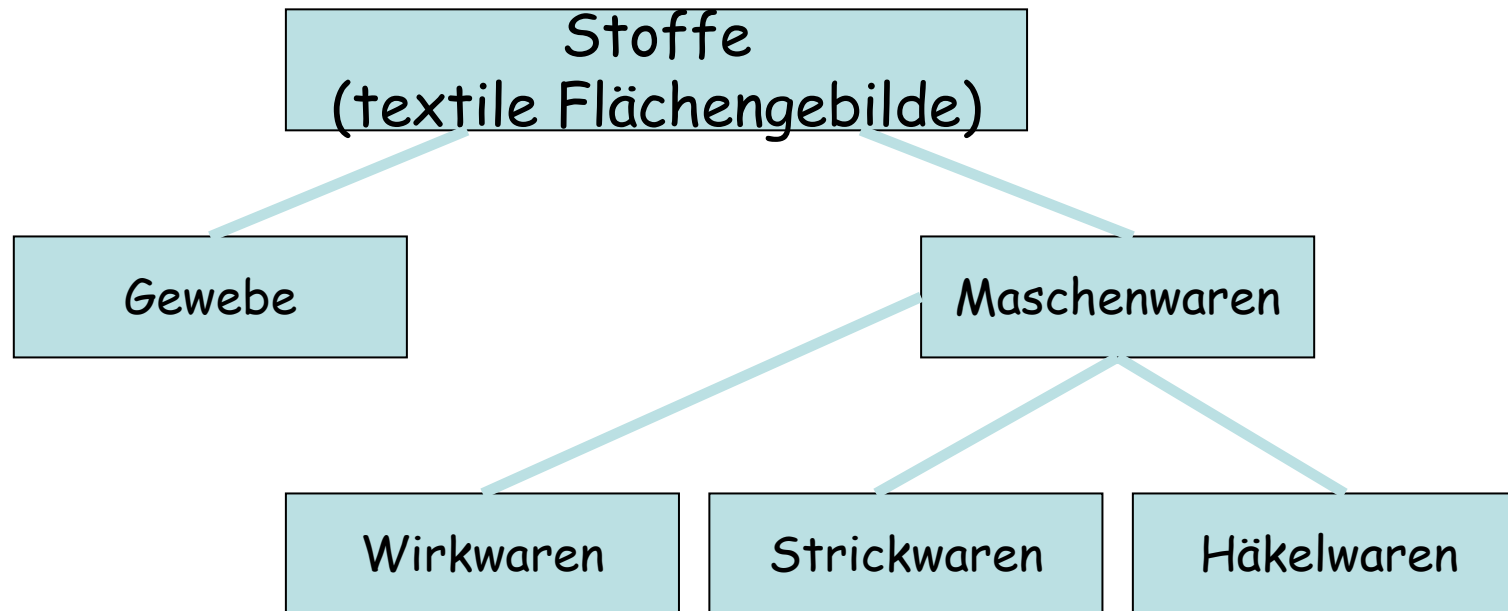 Stoffe
(textile Flächengebilde)
Gewebe
Maschenwaren
Wirkwaren
Strickwaren
Häkelwaren